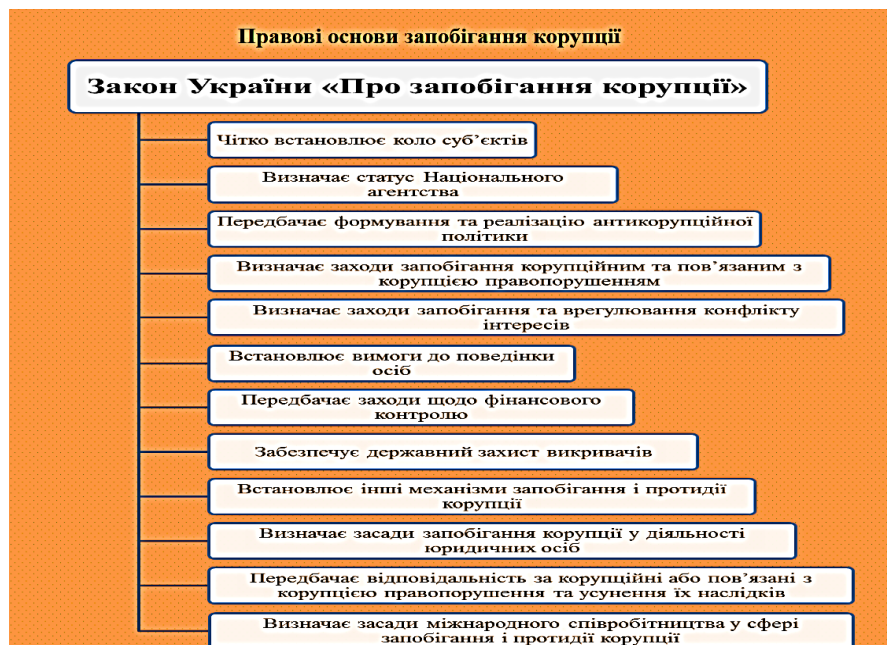 Правові основи запобігання корупції
Закон України «Про запобігання корупції»
Чітко встановлює коло суб’єктів
Визначає статус Національного
агентства
Передбачає формування та реалізацію антикорупційної
політики
Визначає заходи запобігання корупційним та пов’язаним з
корупцією правопорушенням
Визначає заходи запобігання та врегулювання конфлікту
інтересів
Встановлює вимоги до поведінки
осіб
Передбачає заходи щодо фінансового
контролю
Забезпечує державний захист викривачів
Встановлює інші механізми запобігання і протидії
корупції
Визначає засади запобігання корупції у діяльності
юридичних осіб
Передбачає відповідальність за корупційні або пов’язані з
корупцією правопорушення та усунення їх наслідків
Визначає засади міжнародного співробітництва у сфері
запобігання і протидії корупції